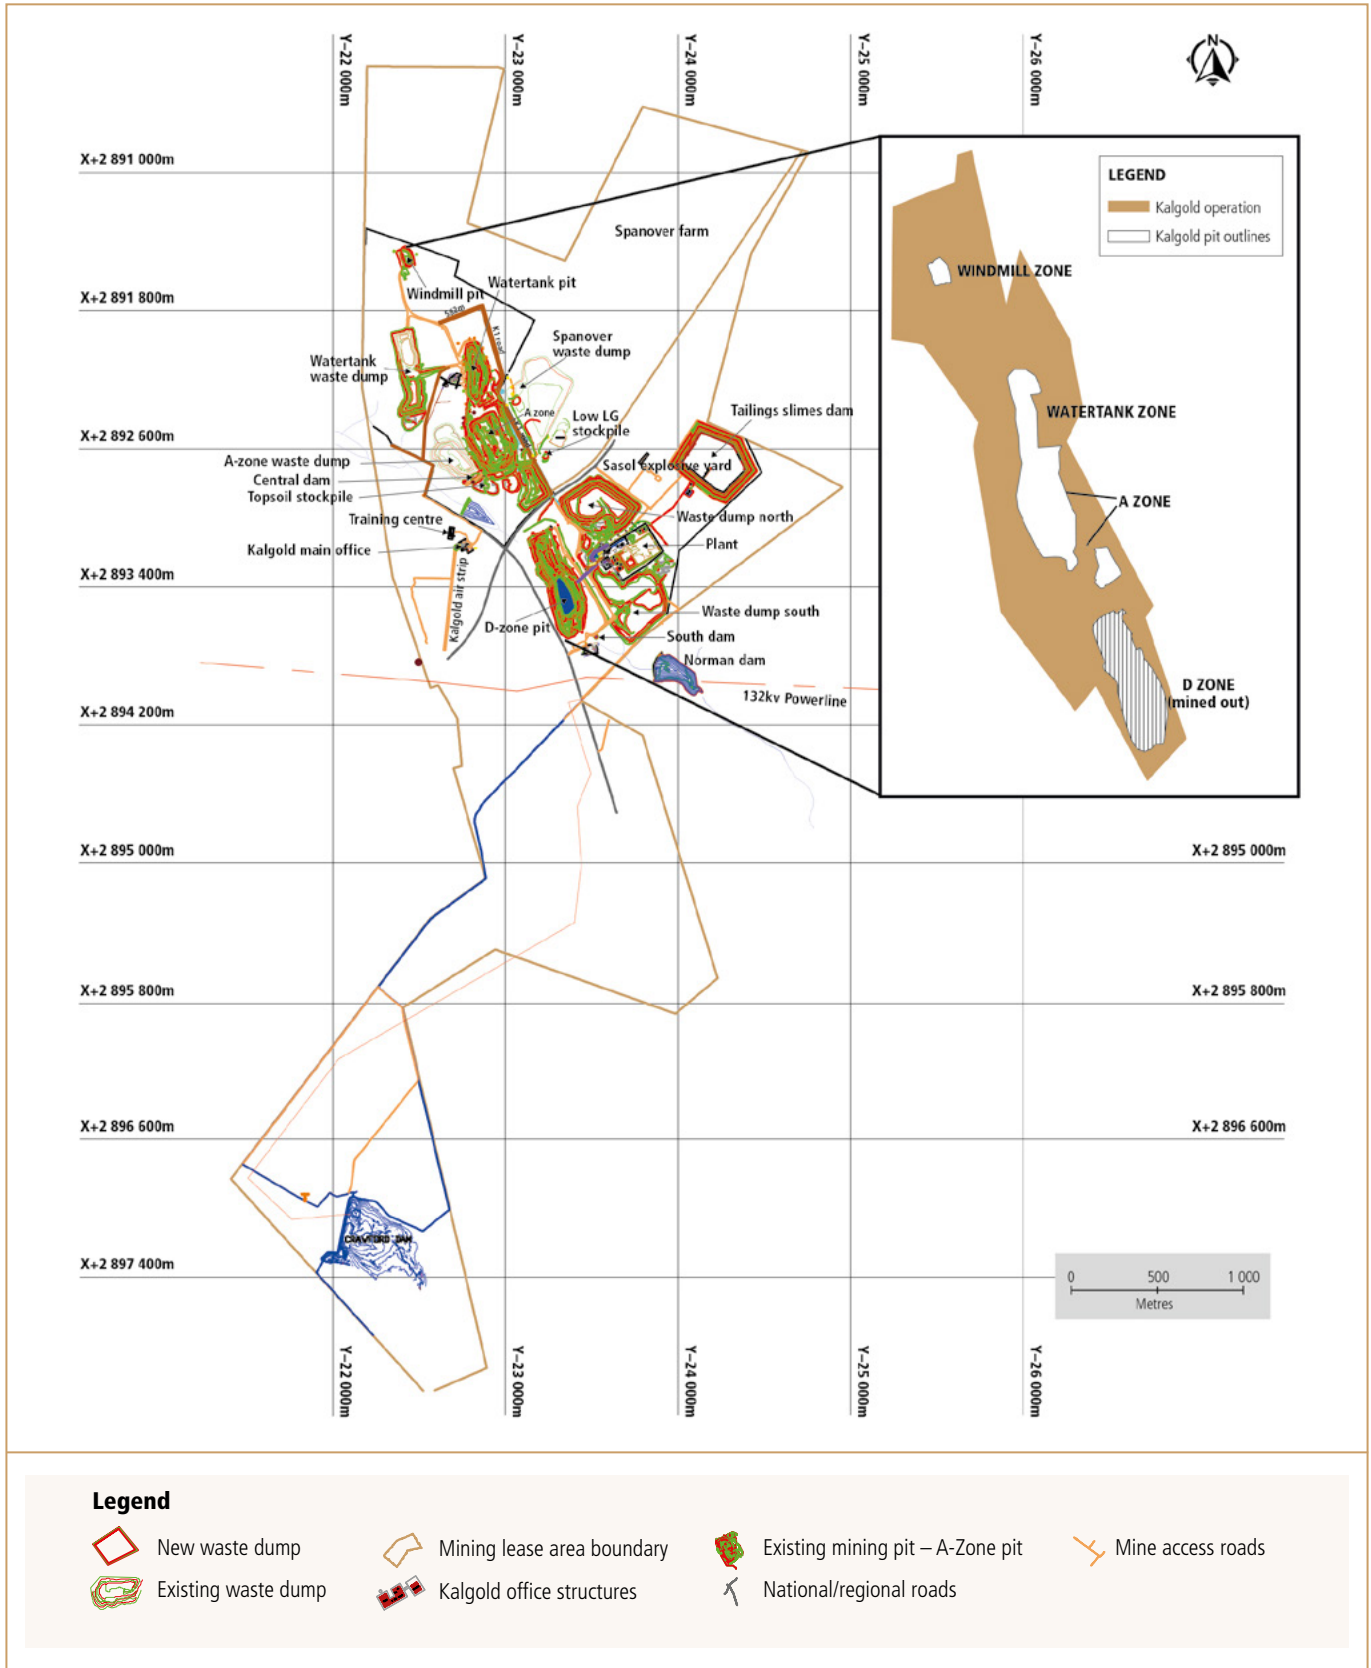 Y–22 000m
Y–23 000m
Y–24 000m
Y–25 000m
Y–26 000m
N
X+2 891 000m
X+2 891 800m
X+2 892 600m
X+2 893 400m
X+2 894 200m
X+2 895 000m
X+2 895 000m
X+2 895 800m
X+2 895 800m
X+2 896 600m
X+2 896 600m
X+2 897 400m
Spanover farm
Windmill pit
Watertank pit
K1 road
Spanover
waste dump
Watertank
waste dump
A zone
Low LG
stockpile
Tailings slimes dam
A-zone waste dump
Central dam
Topsoil stockpile
Sasol explosive yard
Training centre
Kalgold main office
Waste dump north
Plant
Kalgold air strip
D-zone pit
Waste dump south
South dam
Norman dam
132kv Powerline
CRAWFORD DAM
LEGEND
Kalgold operation
Kalgold pit outlines
WINDMILL ZONE
WATERTANK ZONE
A ZONE
D ZONE
(mined out)
0 500 1 000
Metres
Y–22 000m
Y–23 000m
Y–24 000m
Y–25 000m
Y–26 000m
Legend
New waste dump
Mining lease area boundary
Existing mining pit – A-Zone pit
Mine access roads
Existing waste dump
Kalgold office structures
National/regional roads